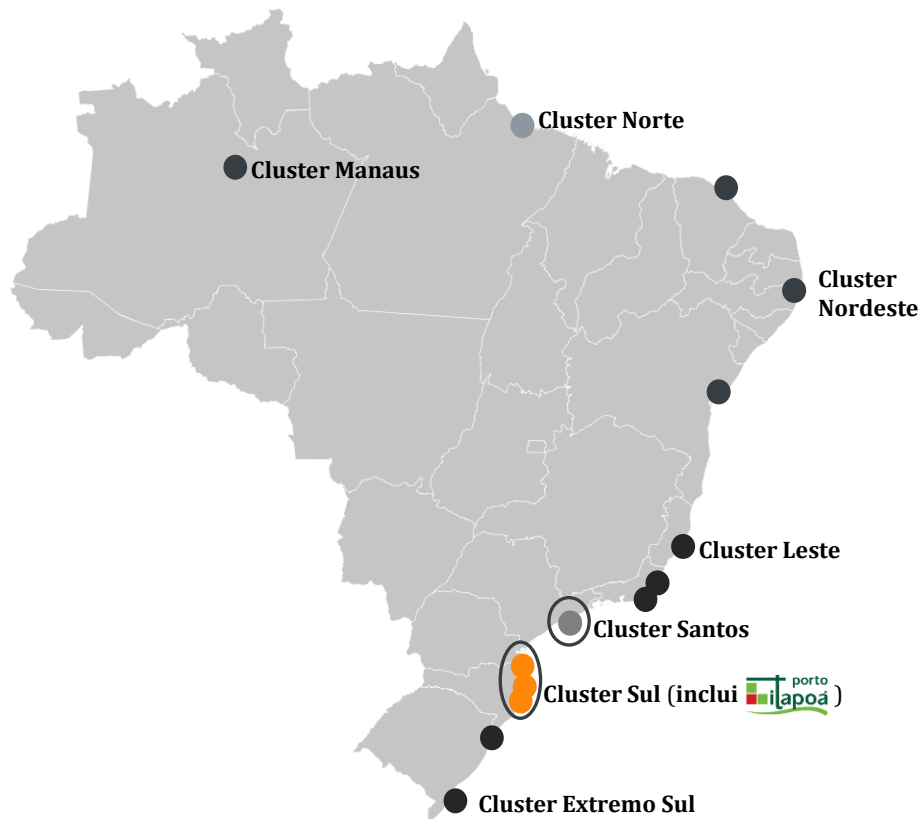 Cluster Norte
Cluster Manaus
Cluster
Nordeste
Cluster Leste
Cluster Santos
Cluster Sul (inclui porto itapoá )
Cluster Extremo Sul